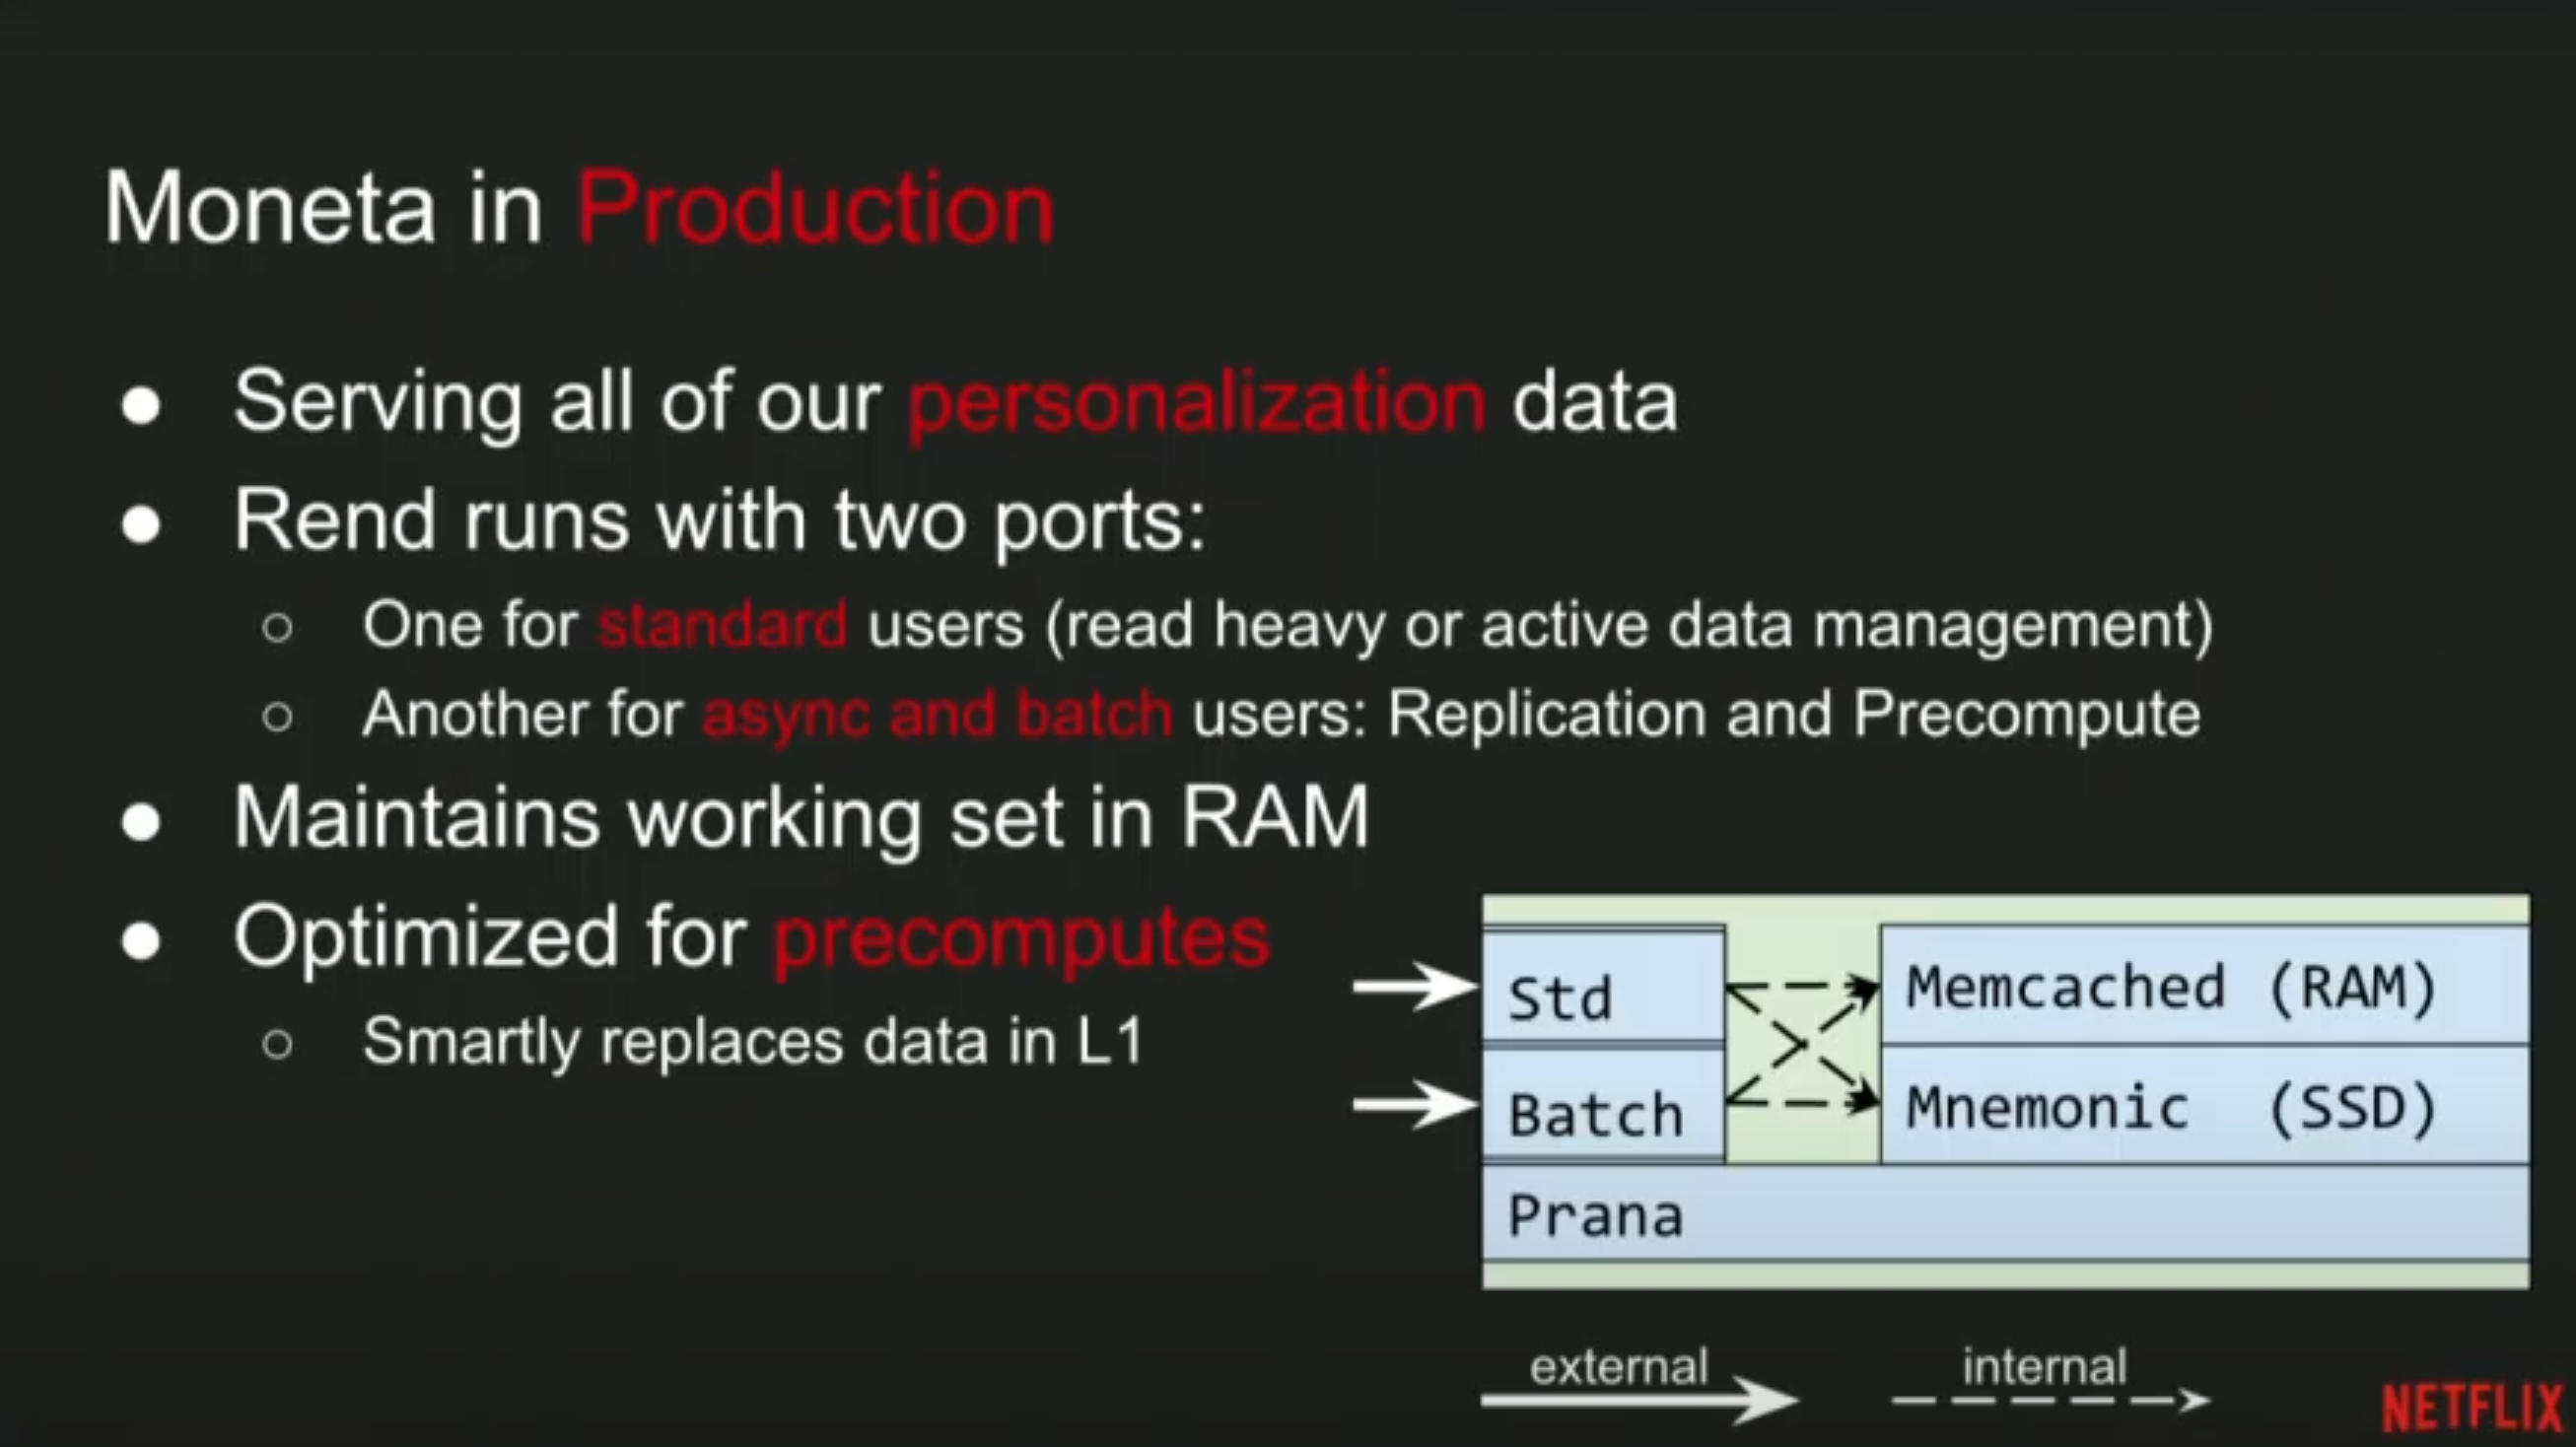 Moneta in Production
● Serving all of our personalization data
● Rend runs with two ports:
○ One for standard users (read heavy or active data management)
○ Another for async and batch users: Replication and Precompute
● Maintains working set in RAM
● Optimized for precomputes
○ Smartly replaces data in L1
Std
Memcached (RAM)
Batch
Mnemonic (SSD)
Prana
external
internal
NETFLIX